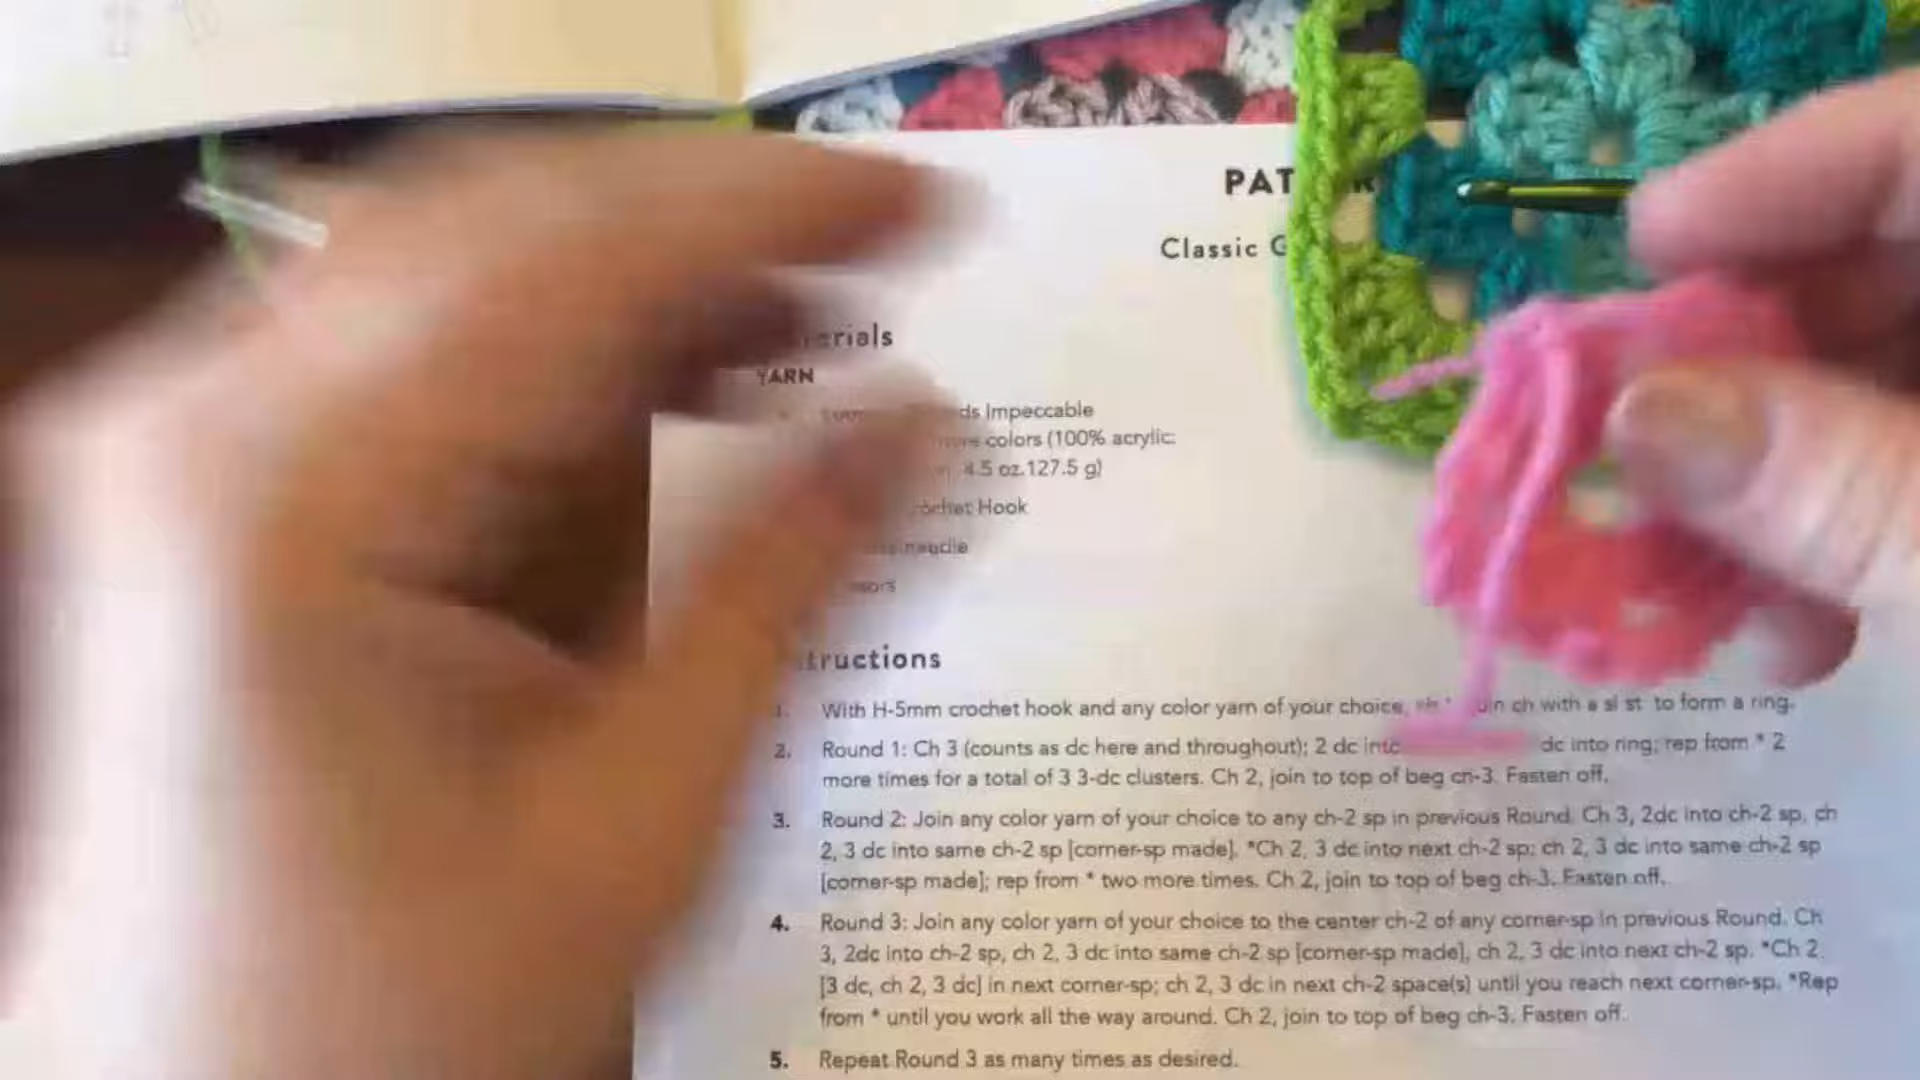 PAT
Classic G
erials
YARN
ds Impeccable
colors (100% acrylic:
4.5 oz.127.5 g)
Hook
needle
tructions
1. With H-5mm crochet hook and any color yarn of your choice, ch with a sl st to form a ring.
2. Round 1: Ch 3 (counts as dc here and throughout); 2 dc into dc into ring; rep from * 2
more times for a total of 3 3-dc clusters. Ch 2, join to top of beg ch-3. Fasten off.
3. Round 2: Join any color yarn of your choice to any ch-2 sp in previous Round. Ch 3, 2dc into ch-2 sp, ch
2, 3 dc into same ch-2 sp [corner-sp made]. *Ch 2, 3 dc into next ch-2 sp; ch 2, 3 dc into same ch-2 sp
[corner-sp made]; rep from * two more times. Ch 2, join to top of beg ch-3. Fasten off.
4. Round 3: Join any color yarn of your choice to the center ch-2 of any corner-sp in previous Round. Ch
3, 2dc into ch-2 sp, ch 2, 3 dc into same ch-2 sp [corner-sp made], ch 2, 3 dc into next ch-2 sp. *Ch 2,
[3 dc, ch 2, 3 dc] in next corner-sp; ch 2, 3 dc in next ch-2 space(s) until you reach next corner-sp. *Rep
from * until you work all the way around. Ch 2, join to top of beg ch-3. Fasten off.
5. Repeat Round 3 as many times as desired.